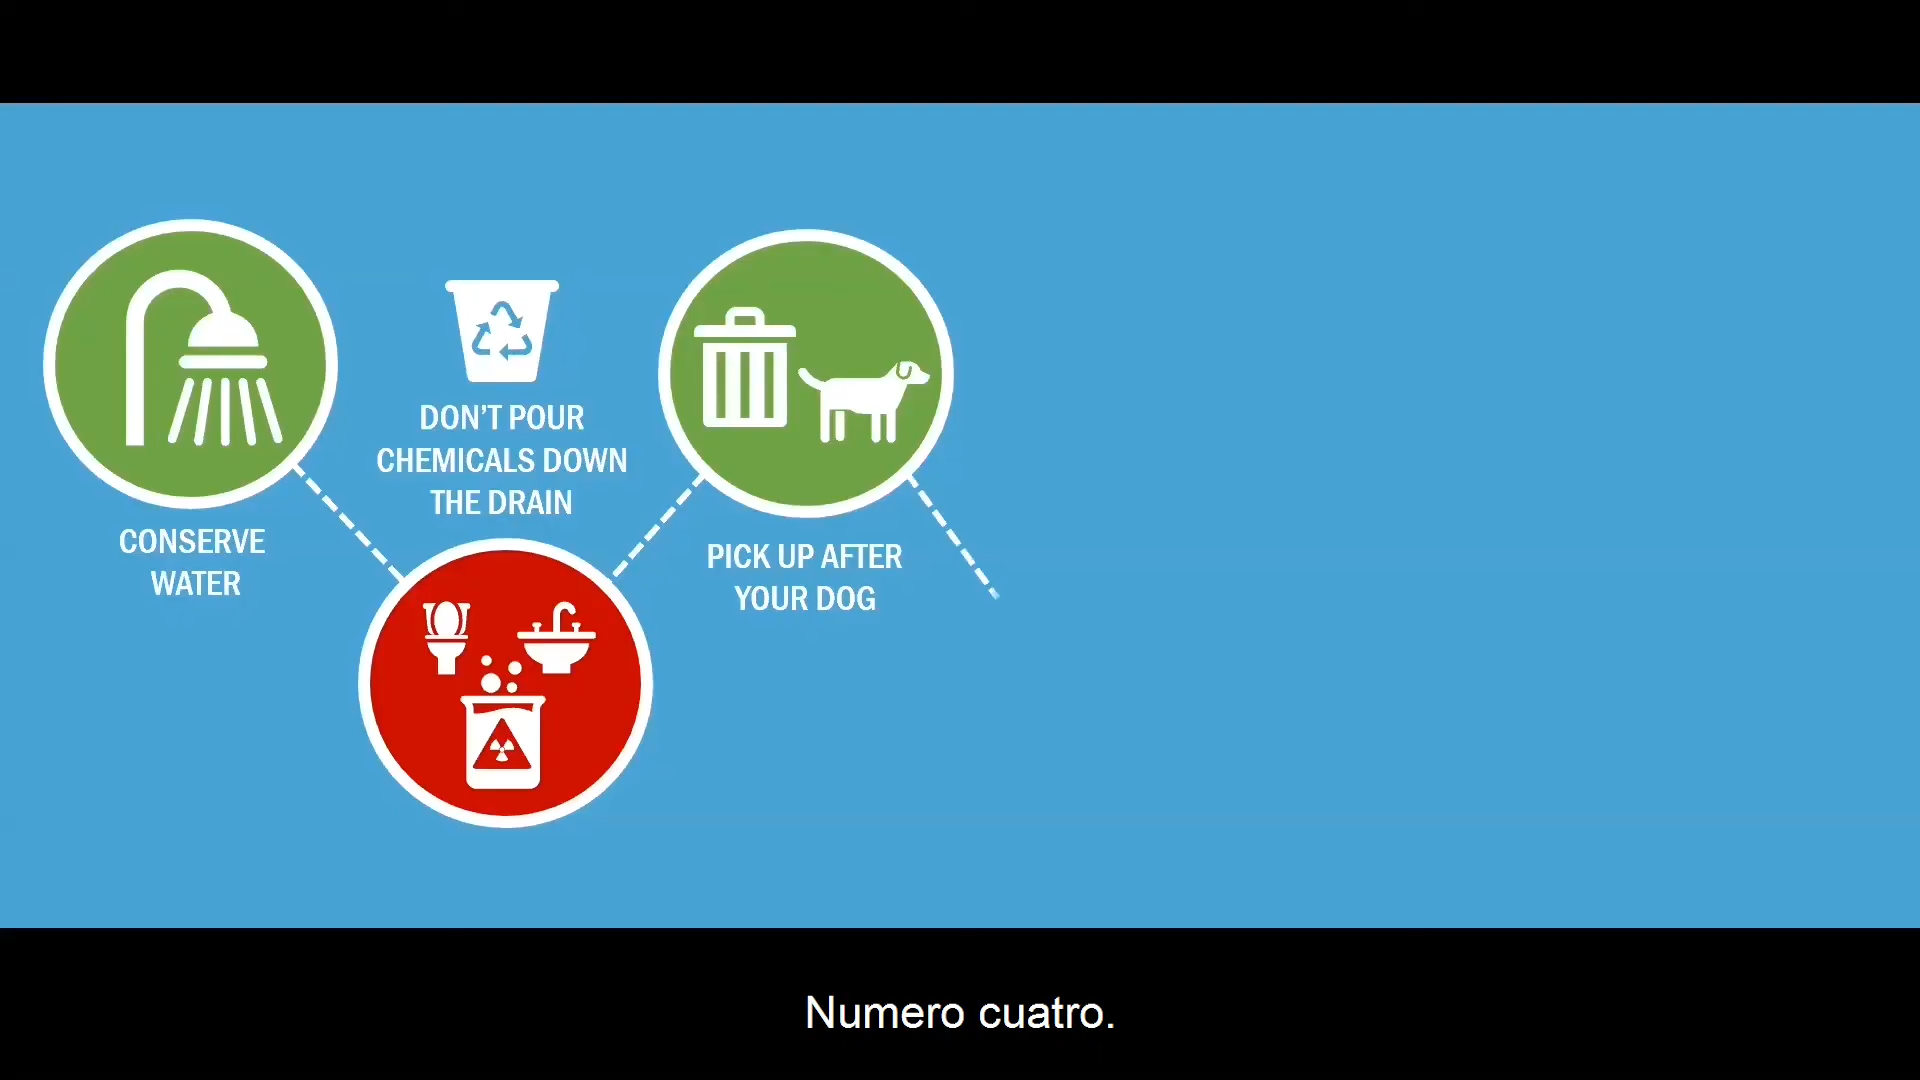 CONSERVE
WATER
DON'T POUR
CHEMICALS DOWN
THE DRAIN
PICK UP AFTER
YOUR DOG
Numero cuatro.